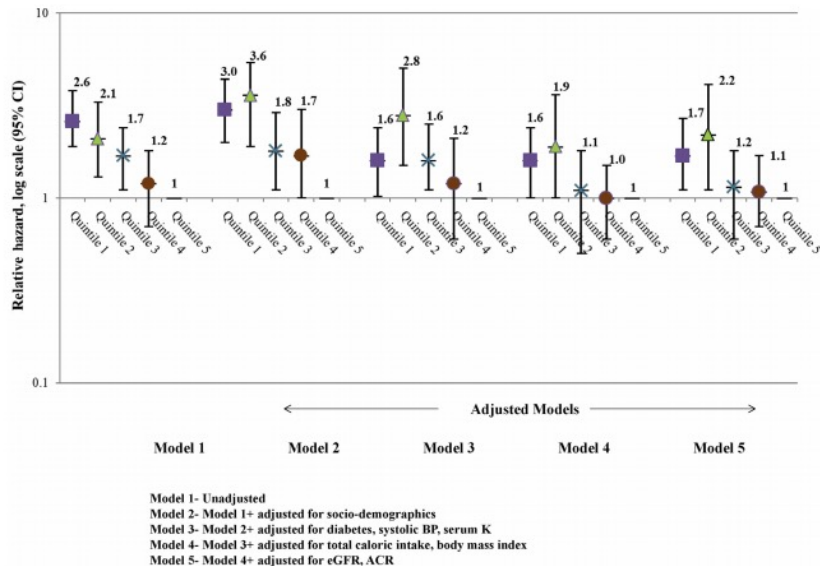 Relative hazard, log scale (95% CI)
10
1
0.1
2.6
2.1
1.7
1.2
1
3.0
3.6
1.8
1.7
1
1.6
2.8
1.6
1.2
1
1.6
1.9
1.1
1.0
1
1.7
2.2
1.2
1.1
1
Quintile 1
Quintile 2
Quintile 3
Quintile 4
Quintile 5
Quintile 1
Quintile 2
Quintile 3
Quintile 4
Quintile 5
Quintile 1
Quintile 2
Quintile 3
Quintile 4
Quintile 5
Quintile 1
Quintile 2
Quintile 3
Quintile 4
Quintile 5
Quintile 1
Quintile 2
Quintile 3
Quintile 4
Quintile 5
Adjusted Models
Model 1 Model 2 Model 3 Model 4 Model 5
Model 1- Unadjusted
Model 2- Model 1+ adjusted for socio-demographics
Model 3- Model 2+ adjusted for diabetes, systolic BP, serum K
Model 4- Model 3+ adjusted for total caloric intake, body mass index
Model 5- Model 4+ adjusted for eGFR, ACR